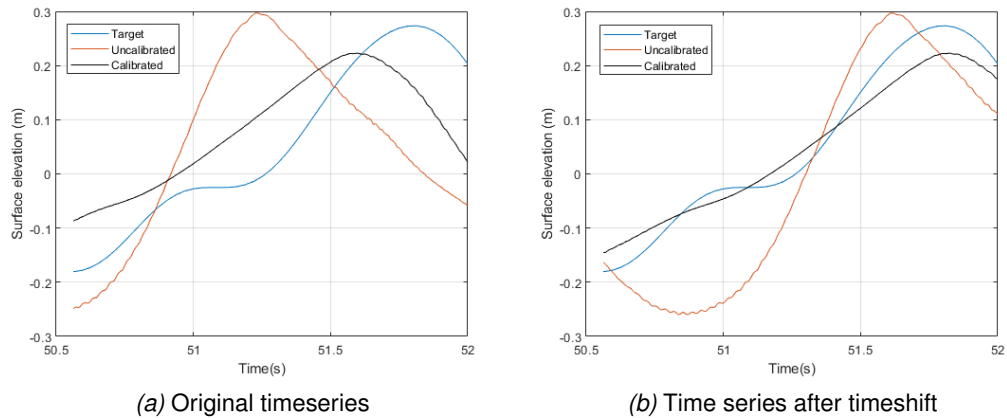 0.3
0.2
0.1
0
-0.1
-0.2
-0.3
Surface elevation (m)
Target
Uncalibrated
Calibrated
50.5
51
51.5
52
Time(s)
(a) Original timeseries
0.3
0.2
0.1
0
-0.1
-0.2
-0.3
Surface elevation (m)
Target
Uncalibrated
Calibrated
50.5
51
51.5
52
Time(s)
(b) Time series after timeshift